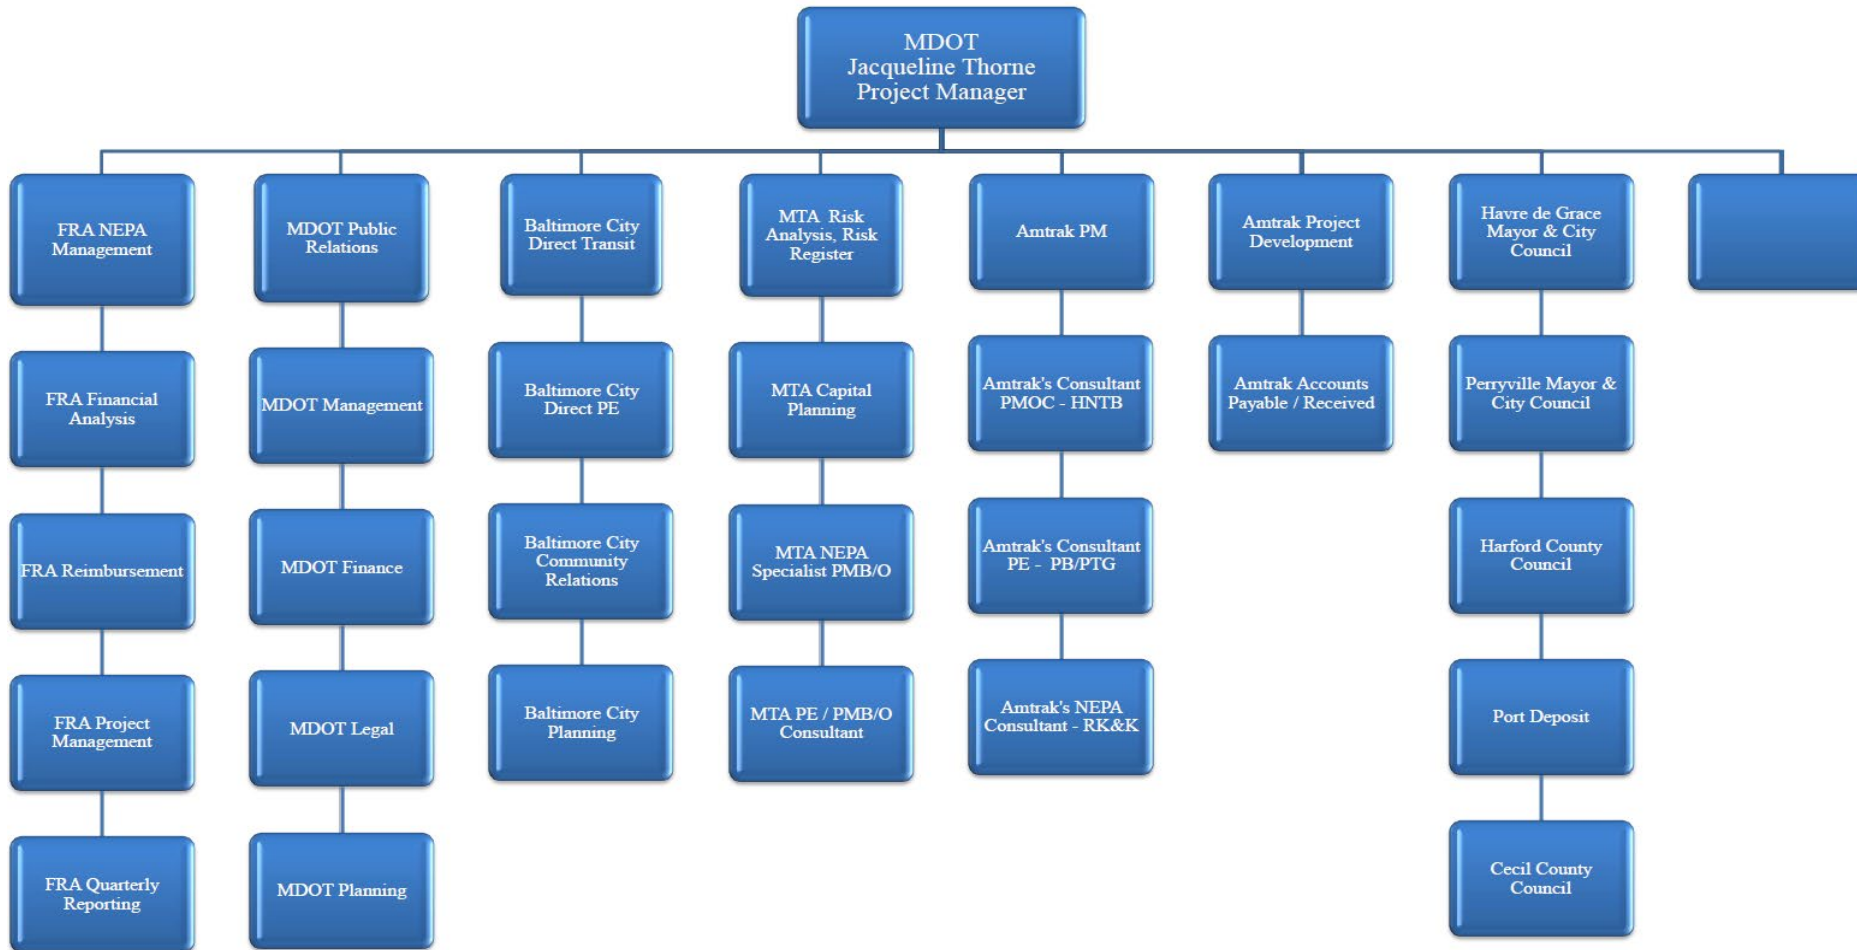 MDOT
Jacqueline Thorne
Project Manager
FRA NEPA
Management
FRA Financial
Analysis
FRA Reimbursement
FRA Project
Management
FRA Quarterly
Reporting
MDOT Public
Relations
MDOT Management
MDOT Finance
MDOT Legal
MDOT Planning
Baltimore City
Direct Transit
Baltimore City
Direct PE
Baltimore City
Community
Relations
Baltimore City
Planning
MTA Risk
Analysis, Risk
Register
MTA Capital
Planning
MTA NEPA
Specialist PMB/O
MTA PE / PMB/O
Consultant
Amtrak PM
Amtrak's Consultant
PMOC - HNTB
Amtrak's Consultant
PE - PB/PTG
Amtrak's NEPA
Consultant - RK&K
Amtrak Project
Development
Amtrak Accounts
Payable / Received
Havre de Grace
Mayor & City
Council
Perryville Mayor &
City Council
Harford County
Council
Port Deposit
Cecil County
Council